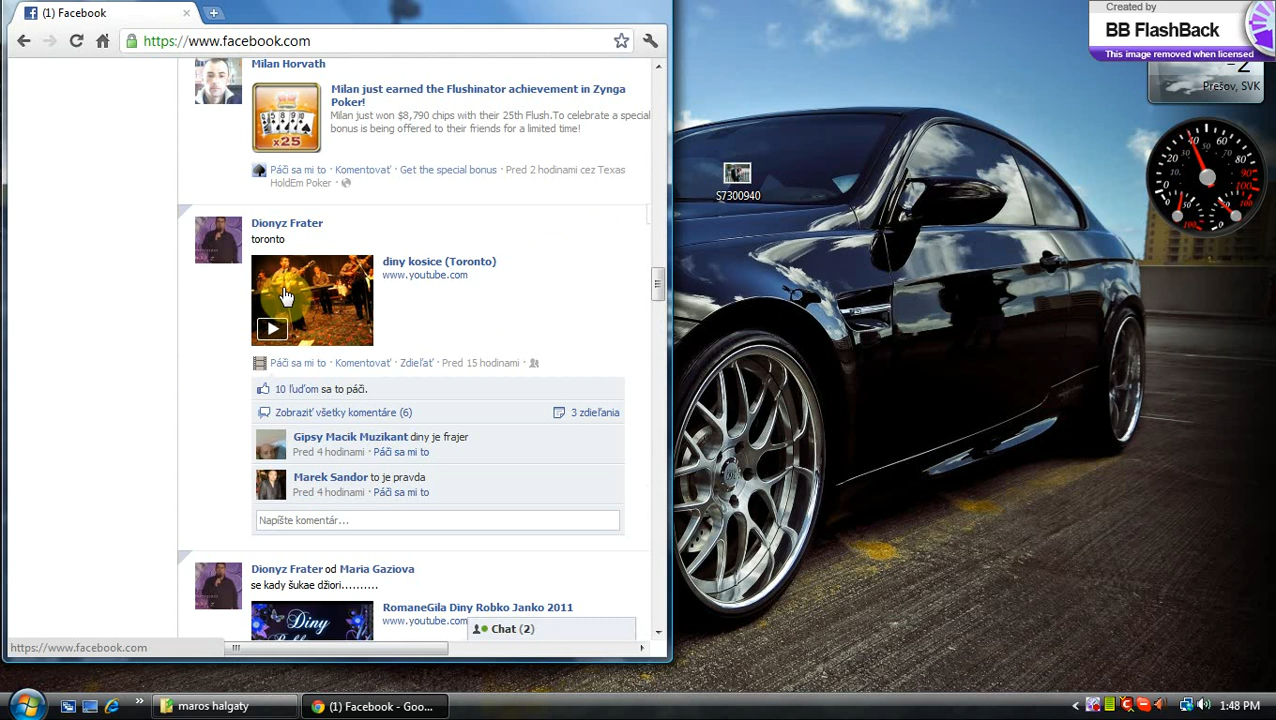 (1) Facebook
https://www.facebook.com
Created by
BB FlashBack
This image removed when licensed
Prešov, SVK
Milan Horvath
Milan just earned the Flushinator achievement in Zynga
Poker!
Milan just won $8,790 chips with their 25th Flush.To celebrate a special
bonus is being offered to their friends for a limited time!
x25
Páči sa mi to · Komentovať · Get the special bonus · Pred 2 hodinami cez Texas
HoldEm Poker ·
S7300940
Dionyz Frater
toronto
diny kosice (Toronto)
www.youtube.com
Páči sa mi to · Komentovať · Zdieľať · Pred 15 hodinami ·
10 ľuďom sa to páči.
Zobraziť všetky komentáre (6)
3 zdieľania
Gipsy Macik Muzikant diny je frajer
Pred 4 hodinami · Páči sa mi to
Marek Sandor to je pravda
Pred 4 hodinami · Páči sa mi to
Napíšte komentár...
Dionyz Frater od Maria Gaziova
se kady šukae džiori.........
Diny
RomaneGila Diny Robko Janko 2011
www.youtube.com
Chat (2)
https://www.facebook.com
maros halgaty
(1) Facebook - Goo...
1:48 PM